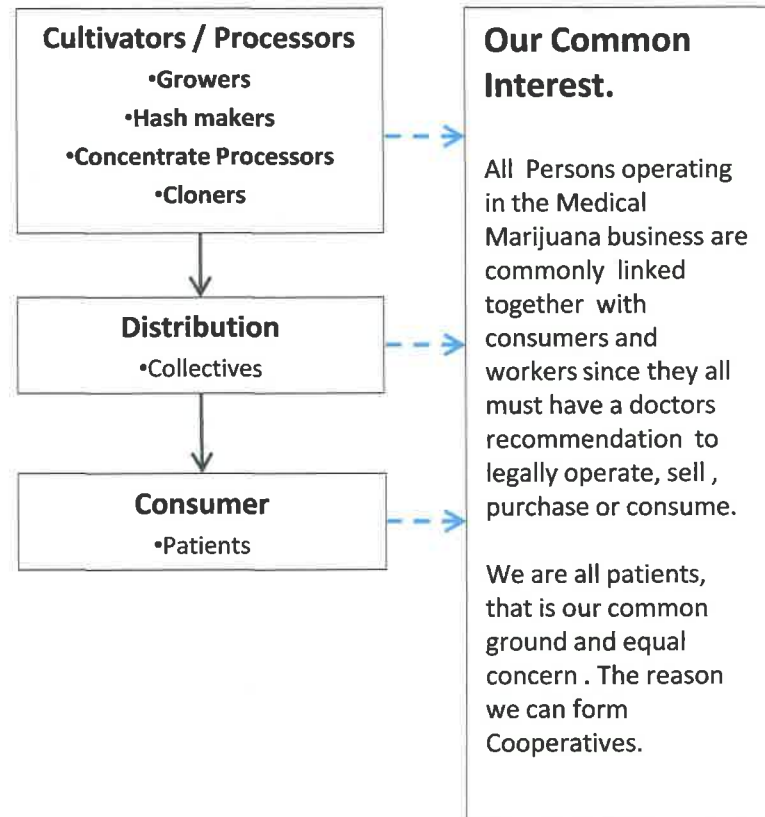 Cultivators / Processors
•Growers
•Hash makers
•Concentrate Processors
•Cloners
Distribution
•Collectives
Consumer
•Patients
Our Common
Interest.
All Persons operating
in the Medical
Marijuana business are
commonly linked
together with
consumers and
workers since they all
must have a doctors
recommendation to
legally operate, sell ,
purchase or consume.
We are all patients,
that is our common
ground and equal
concern . The reason
we can form
Cooperatives.